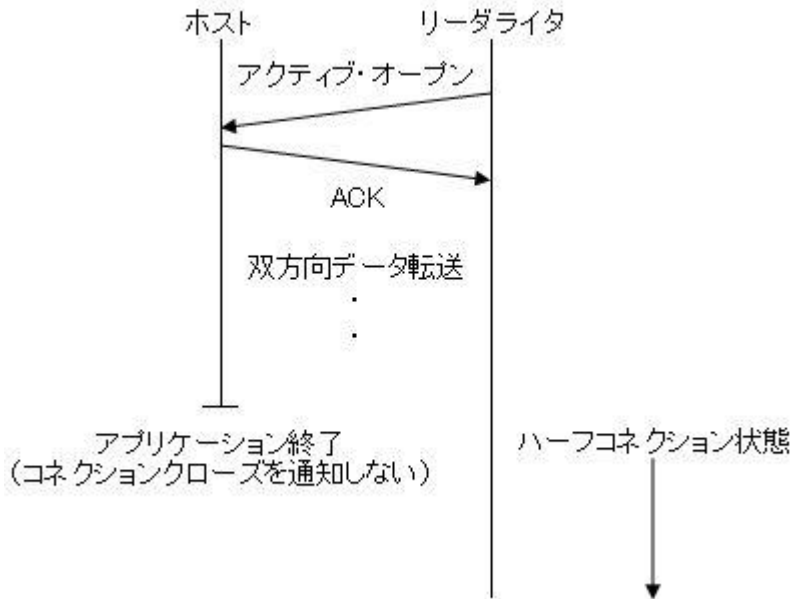 ホスト
リーダライタ
アクティブ・オープン
ACK
双方向データ転送
・
・
アプリケーション終了
(コネクションクローズを通知しない)
ハーフコネクション状態